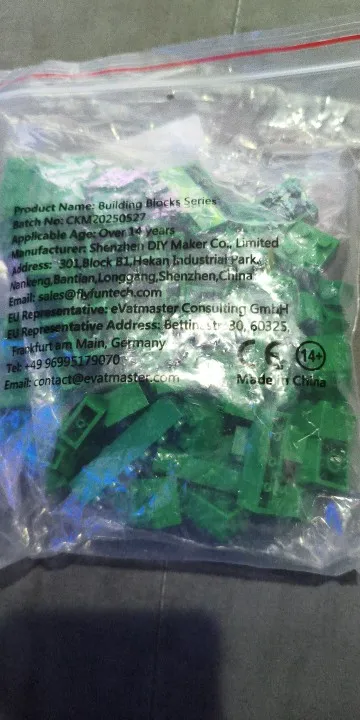 Product Name: Building Blocks Series
Batch No: CKM20250527
Applicable Age: Over 14 years
Manufacturer: Shenzhen DIY Maker Co., Limited
Address: 301,Block B1,Hekan Industrial Park,
Nankeng,Bantian,Longgang,Shenzhen,China
Email: sales@flyfuntech.com
EU Representative: eVatmaster Consulting GmbH
EU Representative Address: Bettinastr. 30, 60325,
Frankfurt am Main, Germany
Tel: +49 96995179070
Email: contact@evatmaster.com
CE 14+
Made in China